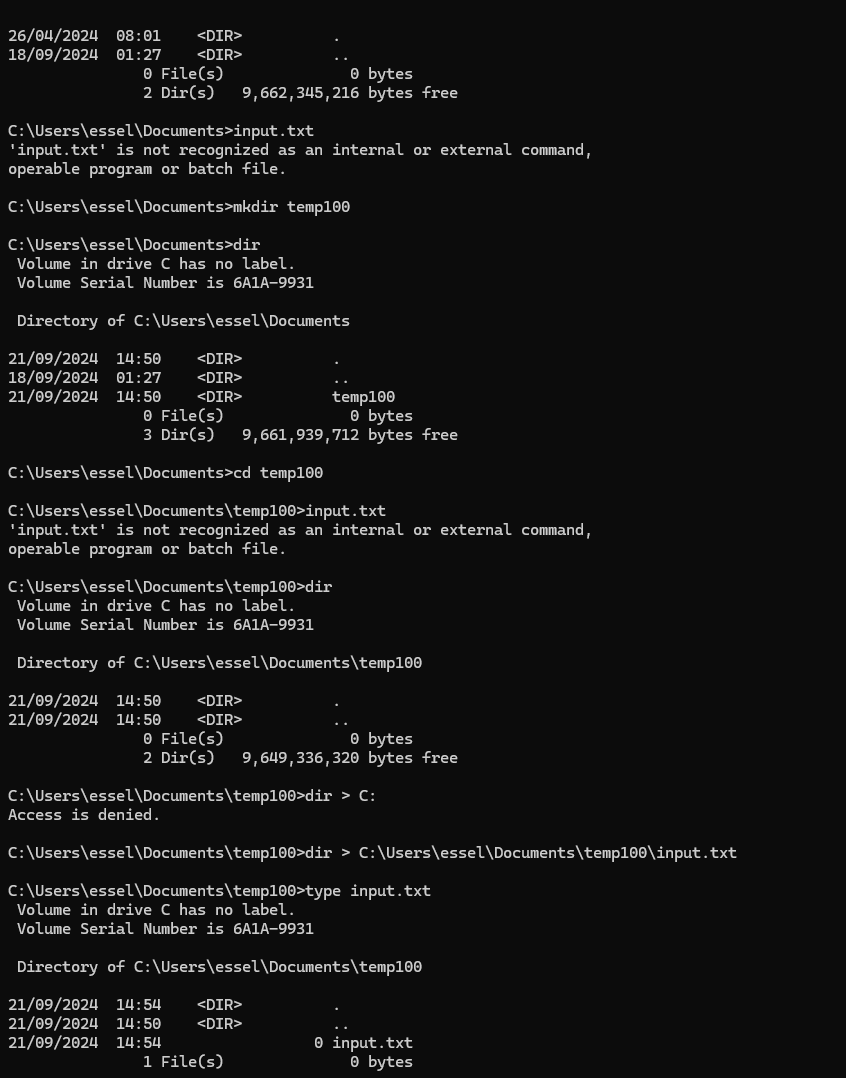 26/04/2024  08:01    <DIR>          .
18/09/2024  01:27    <DIR>          ..
               0 File(s)              0 bytes
               2 Dir(s)   9,662,345,216 bytes free
C:\Users\essel\Documents>input.txt
'input.txt' is not recognized as an internal or external command,
operable program or batch file.
C:\Users\essel\Documents>mkdir temp100
C:\Users\essel\Documents>dir
 Volume in drive C has no label.
 Volume Serial Number is 6A1A-9931
 Directory of C:\Users\essel\Documents
21/09/2024  14:50    <DIR>          .
18/09/2024  01:27    <DIR>          ..
21/09/2024  14:50    <DIR>          temp100
               0 File(s)              0 bytes
               3 Dir(s)   9,661,939,712 bytes free
C:\Users\essel\Documents>cd temp100
C:\Users\essel\Documents\temp100>input.txt
'input.txt' is not recognized as an internal or external command,
operable program or batch file.
C:\Users\essel\Documents\temp100>dir
 Volume in drive C has no label.
 Volume Serial Number is 6A1A-9931
 Directory of C:\Users\essel\Documents\temp100
21/09/2024  14:50    <DIR>          .
21/09/2024  14:50    <DIR>          ..
               0 File(s)              0 bytes
               2 Dir(s)   9,649,336,320 bytes free
C:\Users\essel\Documents\temp100>dir > C:
Access is denied.
C:\Users\essel\Documents\temp100>dir > C:\Users\essel\Documents\temp100\input.txt
C:\Users\essel\Documents\temp100>type input.txt
 Volume in drive C has no label.
 Volume Serial Number is 6A1A-9931
 Directory of C:\Users\essel\Documents\temp100
21/09/2024  14:54    <DIR>          .
21/09/2024  14:50    <DIR>          ..
21/09/2024  14:54                 0 input.txt
               1 File(s)              0 bytes